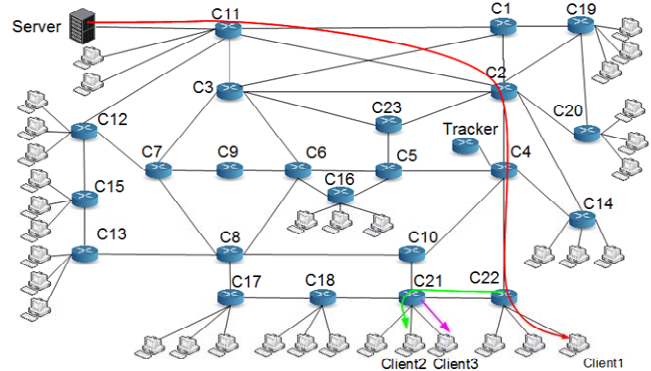 C11
C1
C19
Server
C2
C3
C23
C20
C12
Tracker
C7
C9
C6
C5
C4
C16
C15
C14
C13
C8
C10
C17
C18
C21
C22
Client2
Client3
Client1